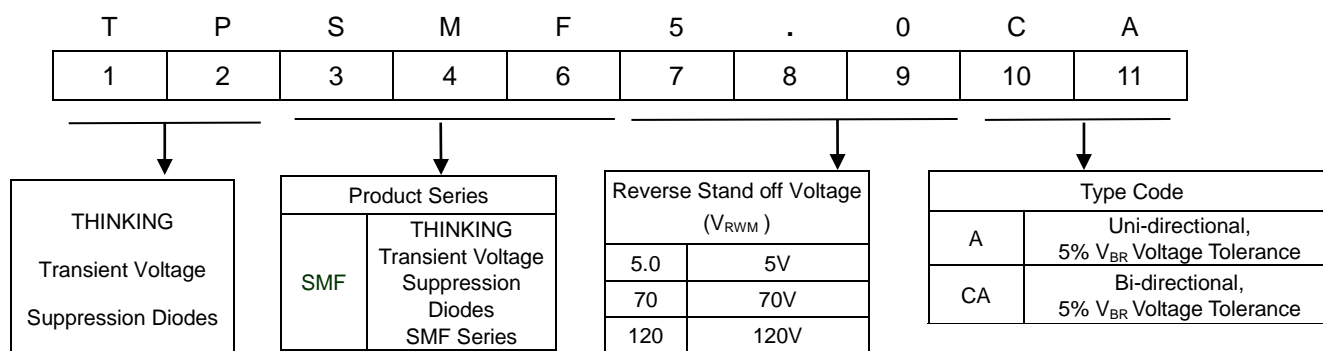 T P S M F 5 . 0 C A
1 2 3 4 6 7 8 9 10 11
THINKING
Transient Voltage
Suppression Diodes
Product Series
SMF
THINKING
Transient Voltage
Suppression
Diodes
SMF Series
Reverse Stand off Voltage
(VRWM )
5.0 5V
70 70V
120 120V
Type Code
A
Uni-directional,
5% VBR Voltage Tolerance
CA
Bi-directional,
5% VBR Voltage Tolerance